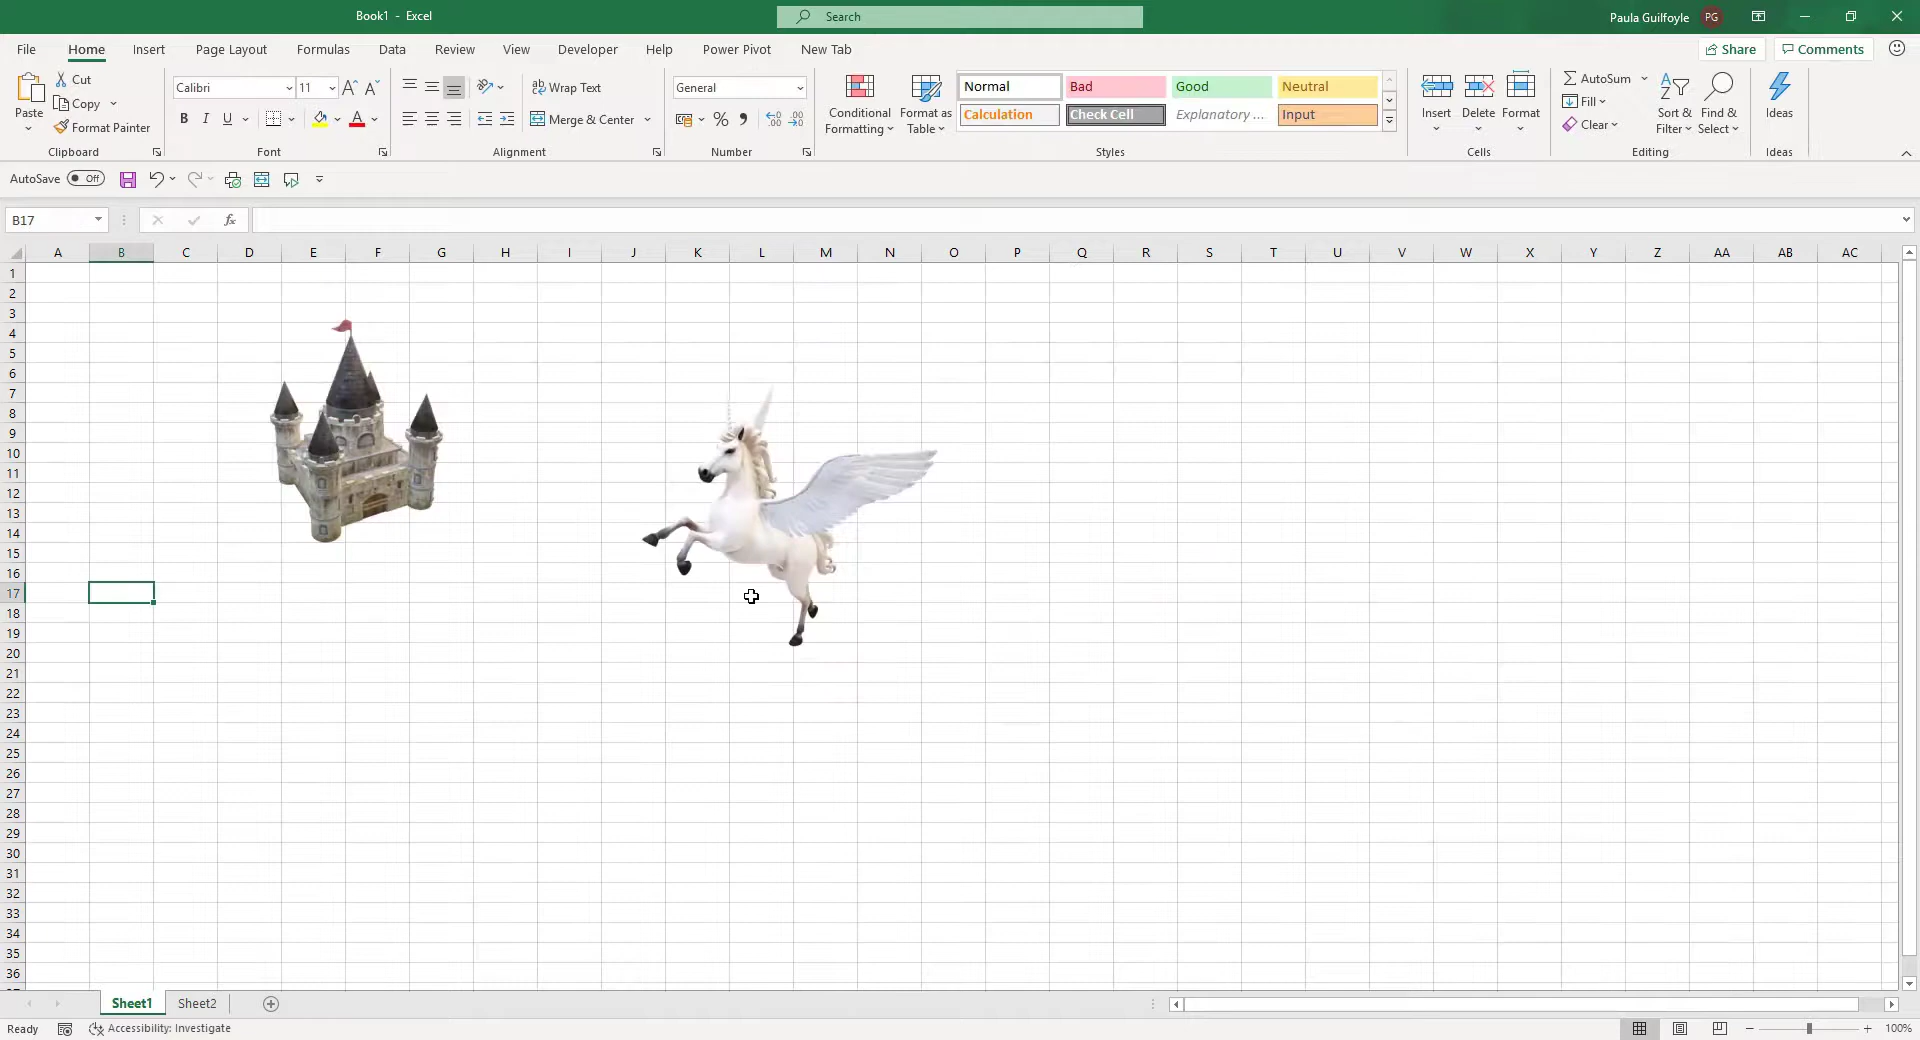 Book1 - Excel
Search
Paula Guilfoyle PG
File Home Insert Page Layout Formulas Data Review View Developer Help Power Pivot New Tab Share Comments
Paste
Cut
Copy
Format Painter
Clipboard
Calibri 11
B I U
Font
Wrap Text
Merge & Center
Alignment
General
Number
Conditional Formatting
Format as Table
Normal Bad Good Neutral
Calculation Check Cell Explanatory ... Input
Styles
Insert Delete Format
Cells
AutoSum
Fill
Clear
Sort & Filter
Find & Select
Editing
Ideas
Ideas
AutoSave Off
B17
fx
A B C D E F G H I J K L M N O P Q R S T U V W X Y Z AA AB AC
1
2
3
4
5
6
7
8
9
10
11
12
13
14
15
16
17
18
19
20
21
22
23
24
25
26
27
28
29
30
31
32
33
34
35
36
Sheet1 Sheet2
Ready Accessibility: Investigate 100%